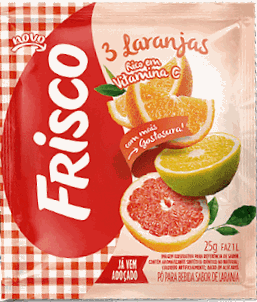 novo
3 Laranjas
Rico em
Vitamina C
Frisco
com mais
Gostosura!
JÁ VEM
ADOÇADO
25g FAZ 1L
PÓ PARA BEBIDA SABOR DE LARANJA